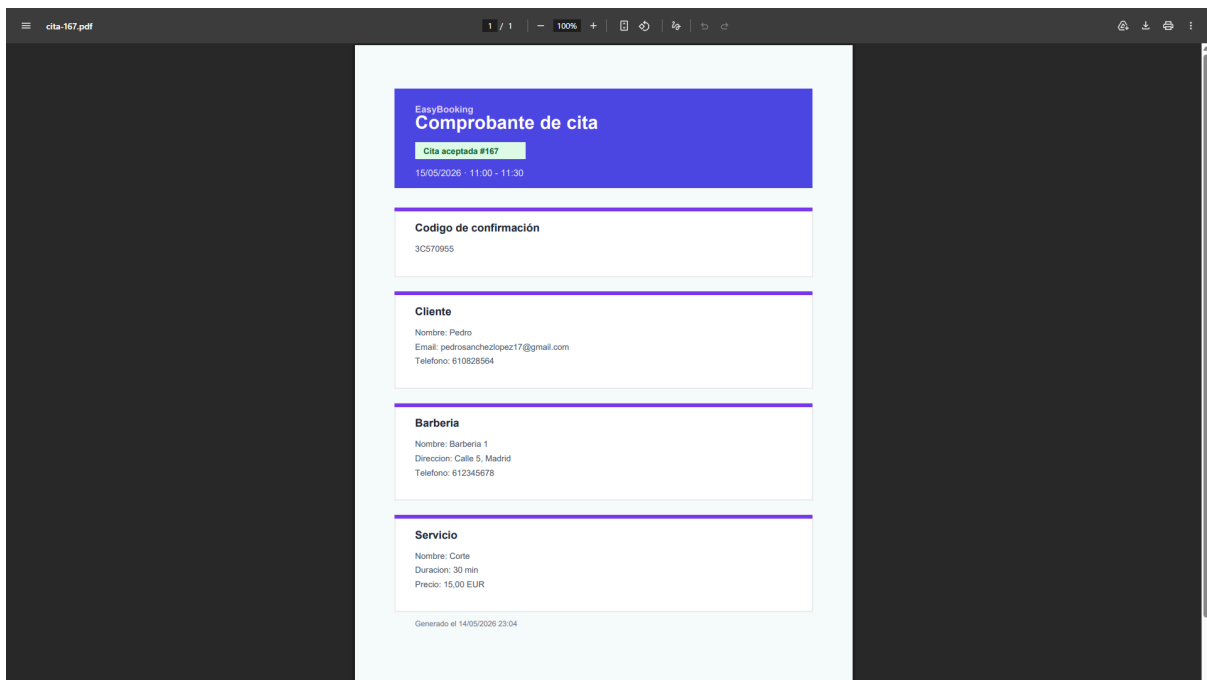 cita-167.pdf
1 / 1
100%
EasyBooking
Comprobante de cita
Cita aceptada #167
15/05/2026 · 11:00 - 11:30
Codigo de confirmación
3C570955
Cliente
Nombre: Pedro
Email: pedrosanchezlopez17@gmail.com
Telefono: 610828564
Barberia
Nombre: Barberia 1
Direccion: Calle 5, Madrid
Telefono: 612345678
Servicio
Nombre: Corte
Duracion: 30 min
Precio: 15,00 EUR
Generado el 14/05/2026 23:04